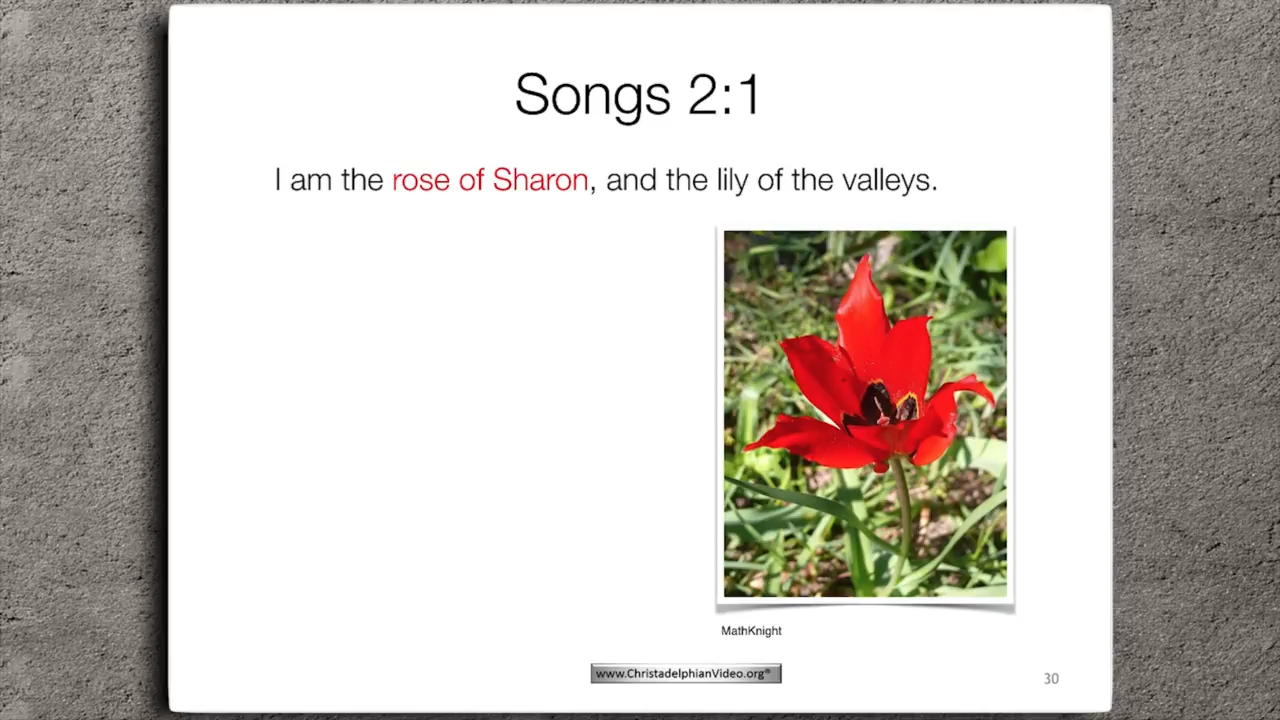 Songs 2:1
I am the rose of Sharon, and the lily of the valleys.
MathKnight
www.ChristadelphianVideo.org®
30